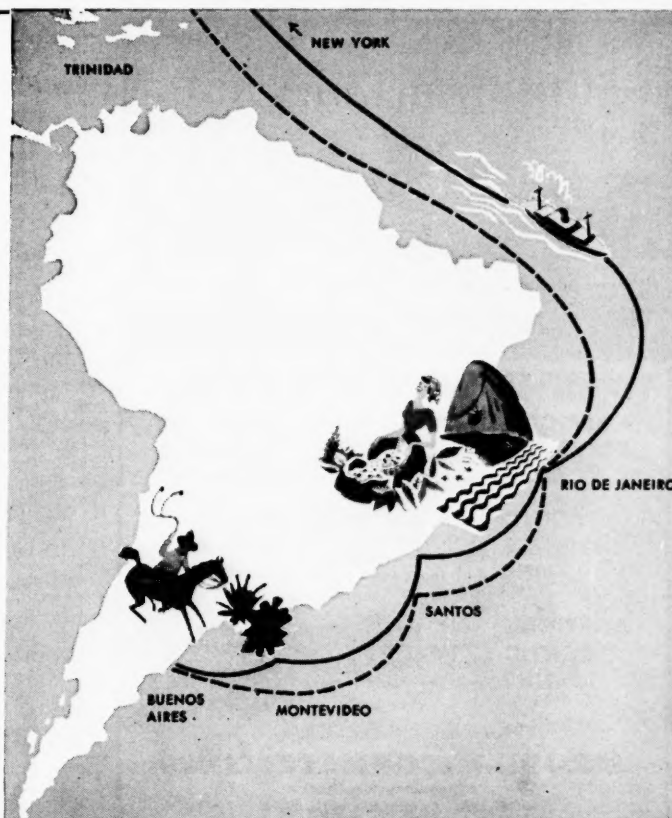 NEW YORK
TRINIDAD
RIO DE JANEIRO
SANTOS
BUENOS
AIRES
MONTEVIDEO